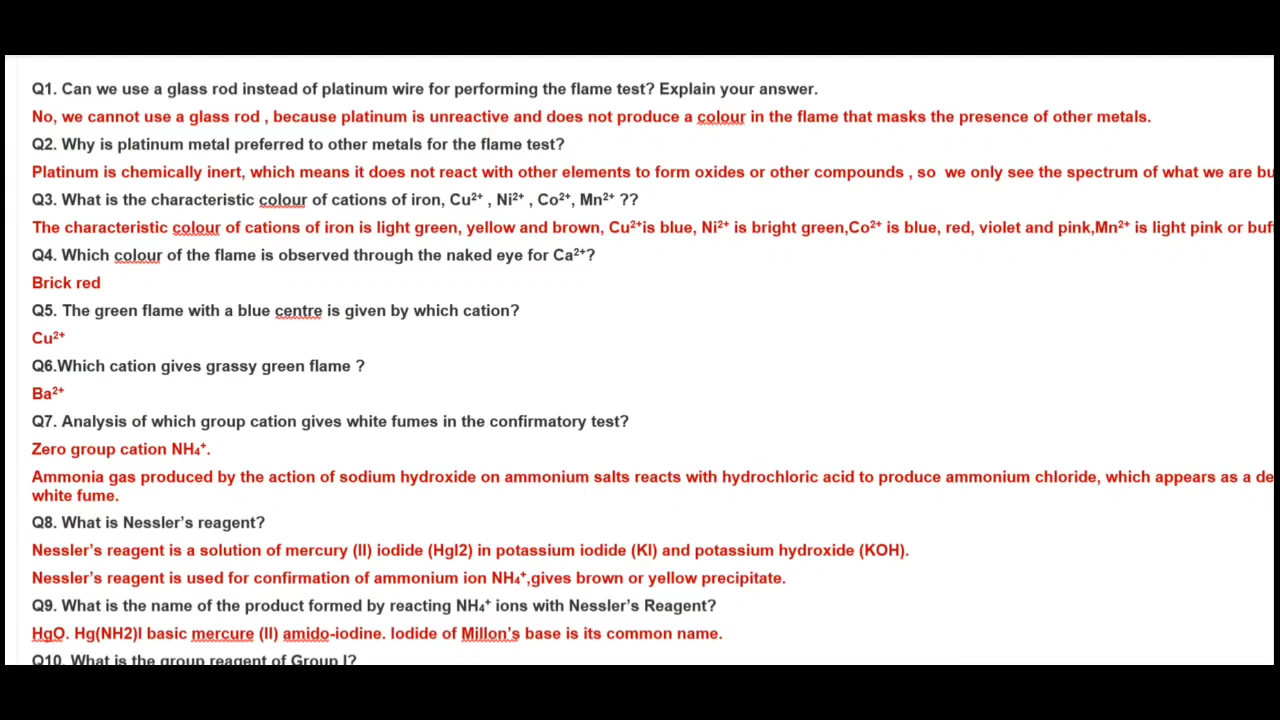 Q1. Can we use a glass rod instead of platinum wire for performing the flame test? Explain your answer.
No, we cannot use a glass rod , because platinum is unreactive and does not produce a colour in the flame that masks the presence of other metals.
Q2. Why is platinum metal preferred to other metals for the flame test?
Platinum is chemically inert, which means it does not react with other elements to form oxides or other compounds , so we only see the spectrum of what we are bu
Q3. What is the characteristic colour of cations of iron, Cu²⁺ , Ni²⁺ , Co²⁺, Mn²⁺ ??
The characteristic colour of cations of iron is light green, yellow and brown, Cu²⁺is blue, Ni²⁺ is bright green,Co²⁺ is blue, red, violet and pink,Mn²⁺ is light pink or buf
Q4. Which colour of the flame is observed through the naked eye for Ca²⁺?
Brick red
Q5. The green flame with a blue centre is given by which cation?
Cu²⁺
Q6.Which cation gives grassy green flame ?
Ba²⁺
Q7. Analysis of which group cation gives white fumes in the confirmatory test?
Zero group cation NH₄⁺.
Ammonia gas produced by the action of sodium hydroxide on ammonium salts reacts with hydrochloric acid to produce ammonium chloride, which appears as a de
white fume.
Q8. What is Nessler's reagent?
Nessler's reagent is a solution of mercury (II) iodide (HgI2) in potassium iodide (KI) and potassium hydroxide (KOH).
Nessler's reagent is used for confirmation of ammonium ion NH₄⁺,gives brown or yellow precipitate.
Q9. What is the name of the product formed by reacting NH₄⁺ ions with Nessler's Reagent?
HgO. Hg(NH2)I basic mercure (II) amido-iodine. Iodide of Millon's base is its common name.
Q10. What is the group reagent of Group I?